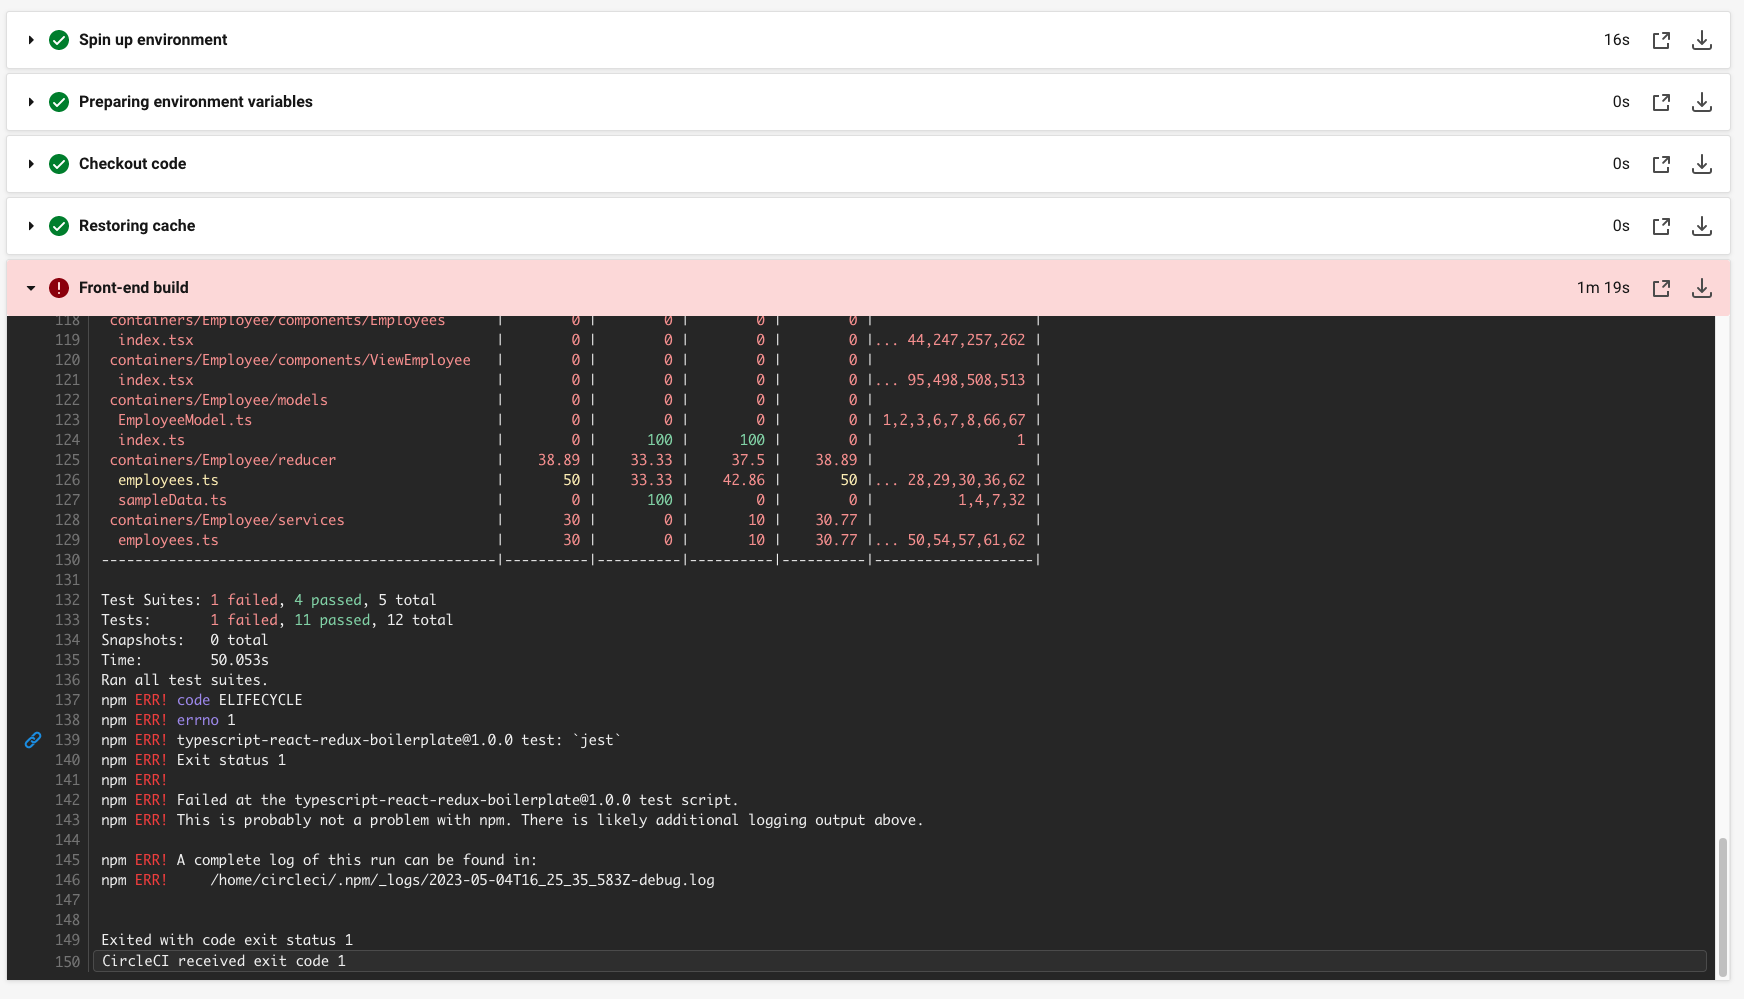 Spin up environment 16s
Preparing environment variables 0s
Checkout code 0s
Restoring cache 0s
Front-end build 1m 19s
118 containers/Employee/components/Employees | 0 | 0 | 0 | 0 | |
119 index.tsx | 0 | 0 | 0 | 0 |... 44,247,257,262 |
120 containers/Employee/components/ViewEmployee | 0 | 0 | 0 | 0 | |
121 index.tsx | 0 | 0 | 0 | 0 |... 95,498,508,513 |
122 containers/Employee/models | 0 | 0 | 0 | 0 | |
123 EmployeeModel.ts | 0 | 0 | 0 | 0 | 1,2,3,6,7,8,66,67 |
124 index.ts | 0 | 100 | 100 | 0 | 1 |
125 containers/Employee/reducer | 38.89 | 33.33 | 37.5 | 38.89 | |
126 employees.ts | 50 | 33.33 | 42.86 | 50 |... 28,29,30,36,62 |
127 sampleData.ts | 0 | 100 | 0 | 0 | 1,4,7,32 |
128 containers/Employee/services | 30 | 0 | 10 | 30.77 | |
129 employees.ts | 30 | 0 | 10 | 30.77 |... 50,54,57,61,62 |
130 -----------------------------------------------|----------|----------|----------|----------|-------------------|
131
132 Test Suites: 1 failed, 4 passed, 5 total
133 Tests: 1 failed, 11 passed, 12 total
134 Snapshots: 0 total
135 Time: 50.053s
136 Ran all test suites.
137 npm ERR! code ELIFECYCLE
138 npm ERR! errno 1
139 npm ERR! typescript-react-redux-boilerplate@1.0.0 test: `jest`
140 npm ERR! Exit status 1
141 npm ERR!
142 npm ERR! Failed at the typescript-react-redux-boilerplate@1.0.0 test script.
143 npm ERR! This is probably not a problem with npm. There is likely additional logging output above.
144
145 npm ERR! A complete log of this run can be found in:
146 npm ERR! /home/circleci/.npm/_logs/2023-05-04T16_25_35_583Z-debug.log
147
148
149 Exited with code exit status 1
150 CircleCI received exit code 1